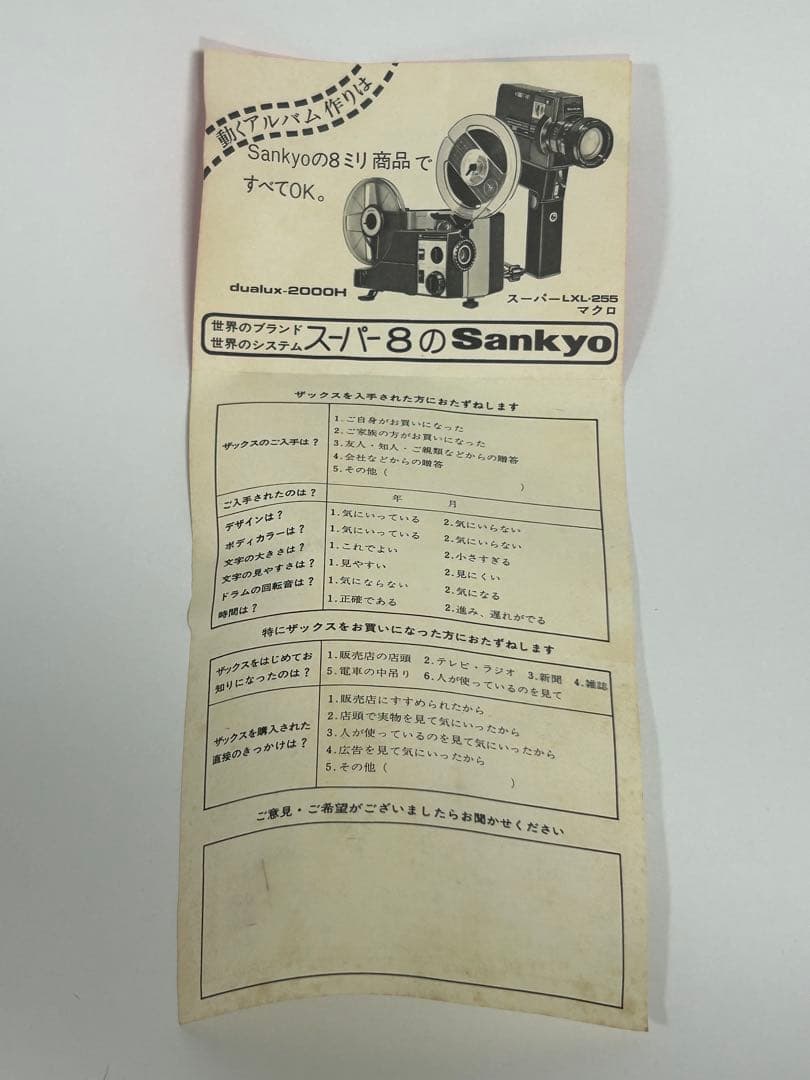 動くアルバム作りは
Sankyoの8ミリ商品で
すべてOK。
dualux-2000H
スーパーLXL-255
マクロ
世界のブランド
世界のシステム
スーパー8のSankyo
ザックスを入手された方におたずねします
ザックスのご入手は?
1.ご自身がお買いになった
2.ご家族の方がお買いになった
3.友人・知人・ご親類などからの贈答
4.会社などからの贈答
5.その他( )
ご入手されたのは? 年 月
デザインは? 1.気にいっている 2.気にいらない
ボディカラーは? 1.気にいっている 2.気にいらない
文字の大きさは? 1.これでよい 2.小さすぎる
文字の見やすさは? 1.見やすい 2.見にくい
ドラムの回転音は? 1.気にならない 2.気になる
時間は? 1.正確である 2.進み、遅れがでる
特にザックスをお買いになった方におたずねします
ザックスをはじめてお
知りになったのは?
1.販売店の店頭 2.テレビ・ラジオ 3.新聞 4.雑誌
5.電車の中吊り 6.人が使っているのを見て
ザックスを購入された
直接のきっかけは?
1.販売店にすすめられたから
2.店頭で実物を見て気にいったから
3.人が使っているのを見て気にいったから
4.広告を見て気にいったから
5.その他( )
ご意見・ご希望がございましたらお聞かせください